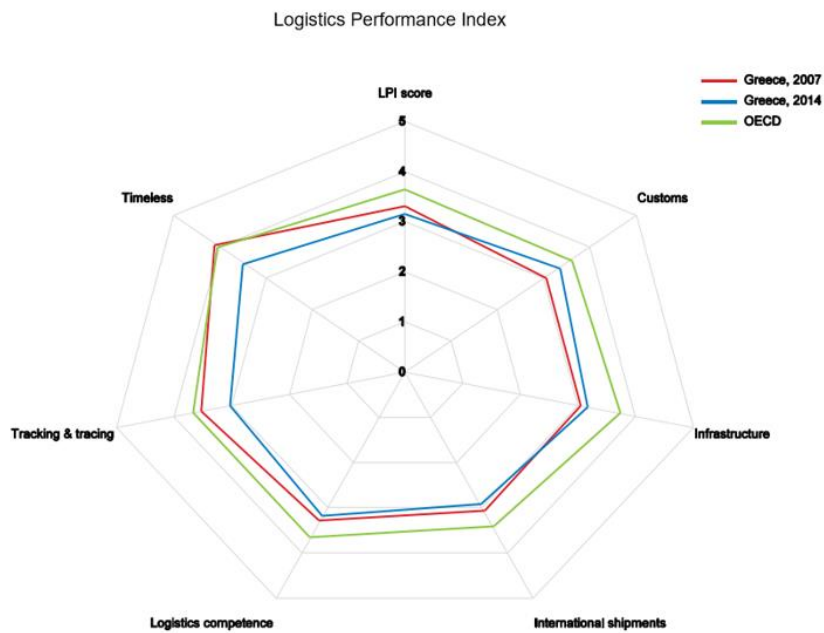 Logistics Performance Index
Greece, 2007
Greece, 2014
OECD
LPI score
5
4
3
2
1
0
Timeless
Customs
Tracking & tracing
Infrastructure
Logistics competence
International shipments